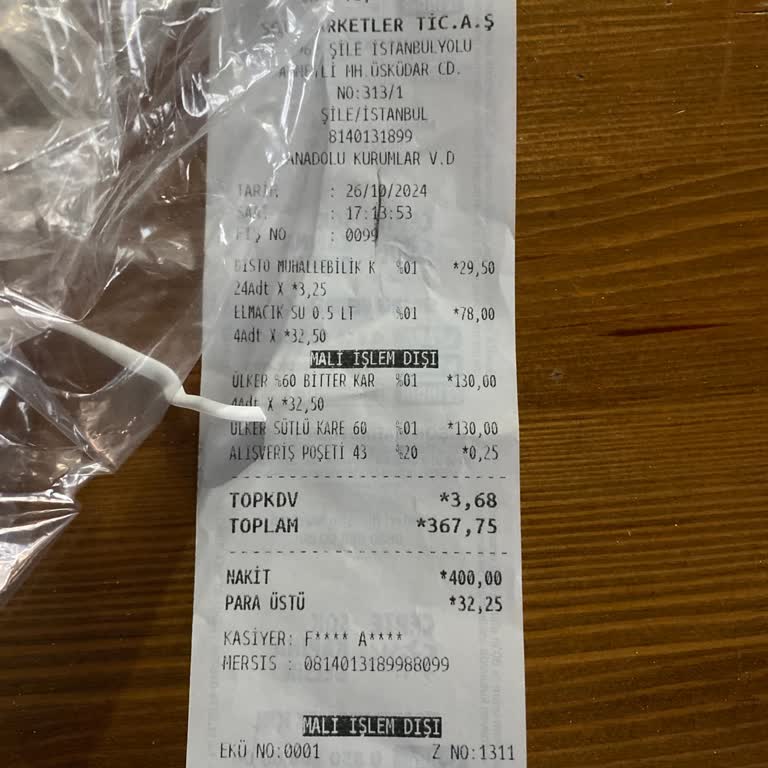 MARKETLER TİC.A.Ş
ŞİLE İSTANBULYOLU
MH.ÜSKÜDAR CD.
NO:313/1
ŞİLE/İSTANBUL
8140131899
ANADOLU KURUMLAR V.D
TARİH : 26/10/2024
SAAT : 17:13:53
FİŞ NO : 0099
BISTO MUHALLEBİLİK K %01 *29,50
24Adt X *3,25
ELMACIK SU 0.5 LT %01 *78,00
4Adt X *32,50
MALİ İŞLEM DIŞI
ÜLKER %60 BİTTER KAR %01 *130,00
4Adt X *32,50
ÜLKER SÜTLÜ KARE 60 %01 *130,00
ALIŞVERİŞ POŞETİ 43 %20 *0,25
TOPKDV *3,68
TOPLAM *367,75
NAKİT *400,00
PARA ÜSTÜ *32,25
KASİYER: F**** A****
MERSIS : 0814013189988099
MALİ İŞLEM DIŞI
EKÜ NO:0001 Z NO:1311